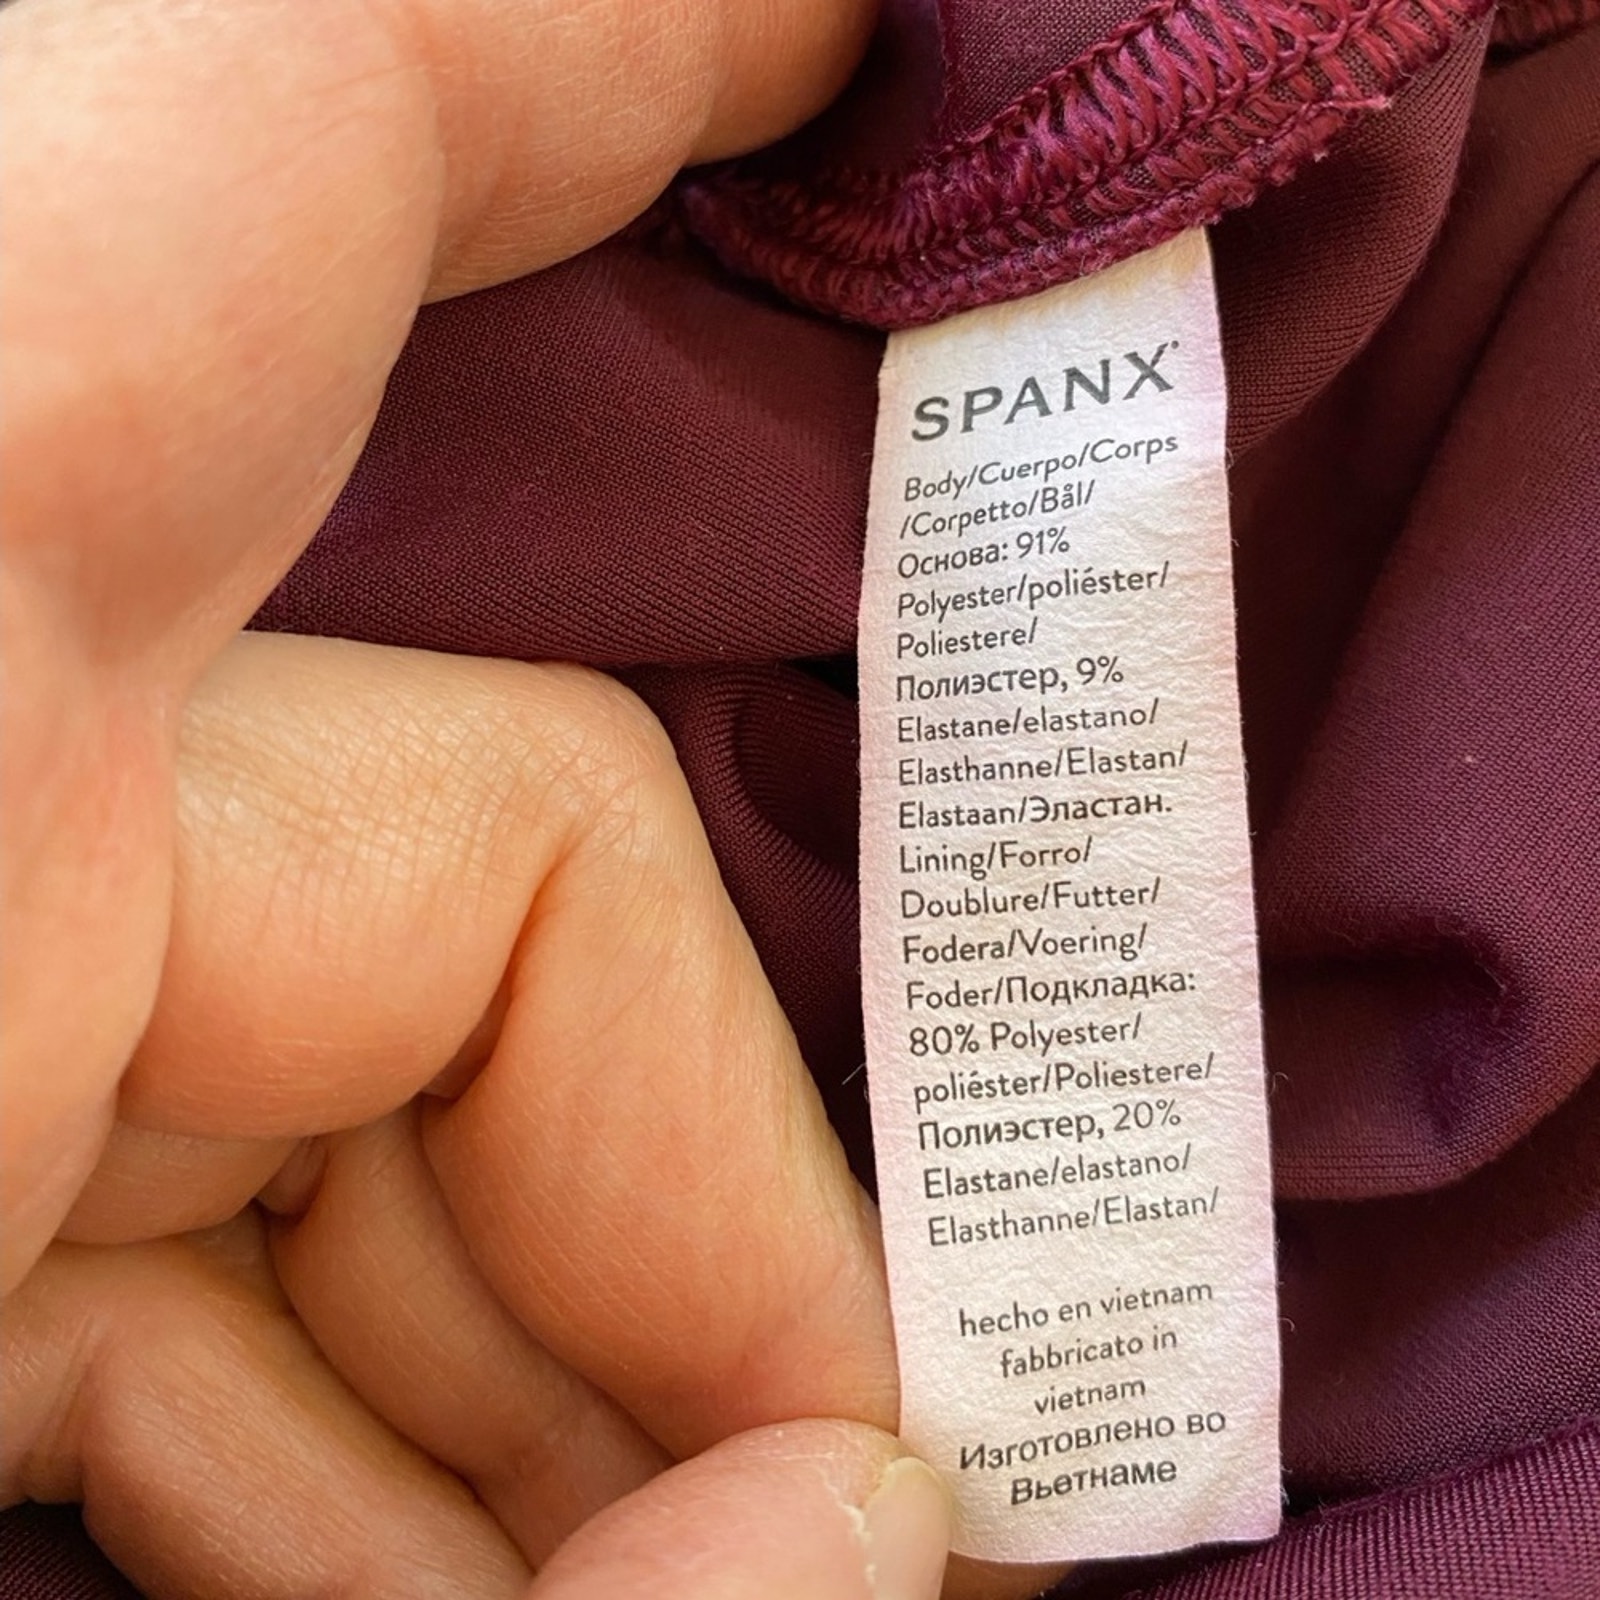 SPANX®
Body/Cuerpo/Corps
/Corpetto/Bål/
Основа: 91%
Polyester/poliéster/
Poliestere/
Полиэстер, 9%
Elastane/elastano/
Elasthanne/Elastan/
Elastaan/Эластан.
Lining/Forro/
Doublure/Futter/
Fodera/Voering/
Foder/Подкладка:
80% Polyester/
poliéster/Poliestere/
Полиэстер, 20%
Elastane/elastano/
Elasthanne/Elastan/
hecho en vietnam
fabbricato in
vietnam
Изготовлено во
Вьетнаме